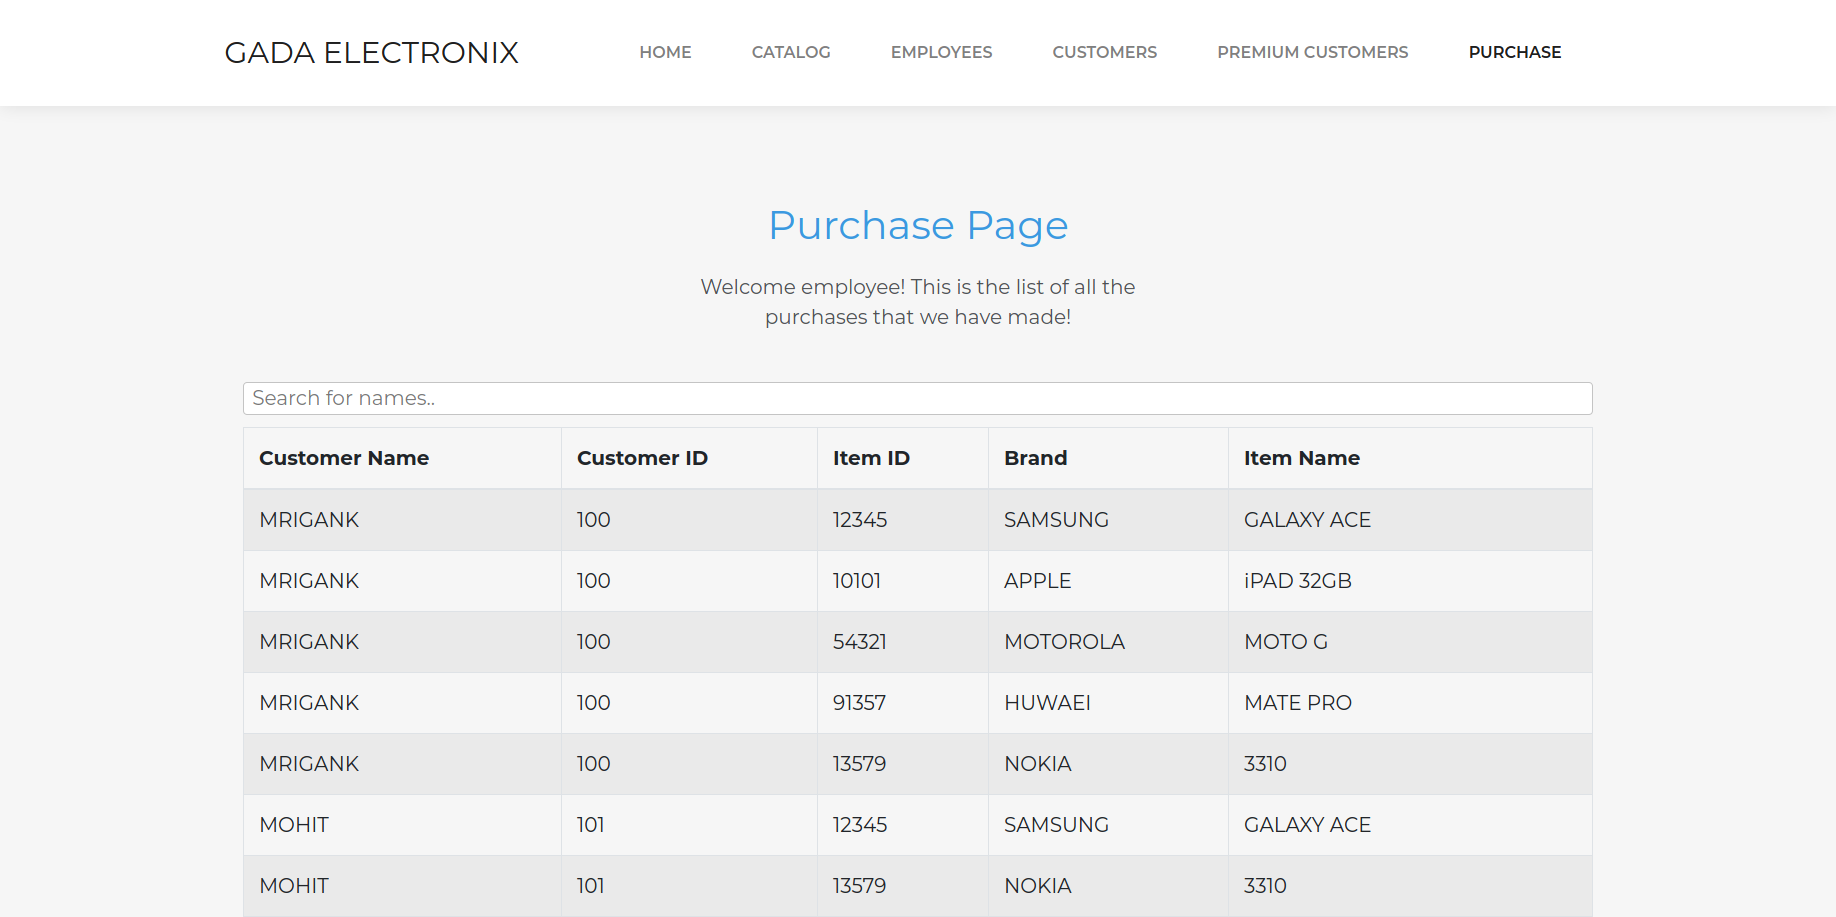 GADA ELECTRONIX HOME CATALOG EMPLOYEES CUSTOMERS PREMIUM CUSTOMERS PURCHASE
Purchase Page
Welcome employee! This is the list of all the
purchases that we have made!
Search for names..
Customer Name Customer ID Item ID Brand Item Name
MRIGANK 100 12345 SAMSUNG GALAXY ACE
MRIGANK 100 10101 APPLE iPAD 32GB
MRIGANK 100 54321 MOTOROLA MOTO G
MRIGANK 100 91357 HUWAEI MATE PRO
MRIGANK 100 13579 NOKIA 3310
MOHIT 101 12345 SAMSUNG GALAXY ACE
MOHIT 101 13579 NOKIA 3310